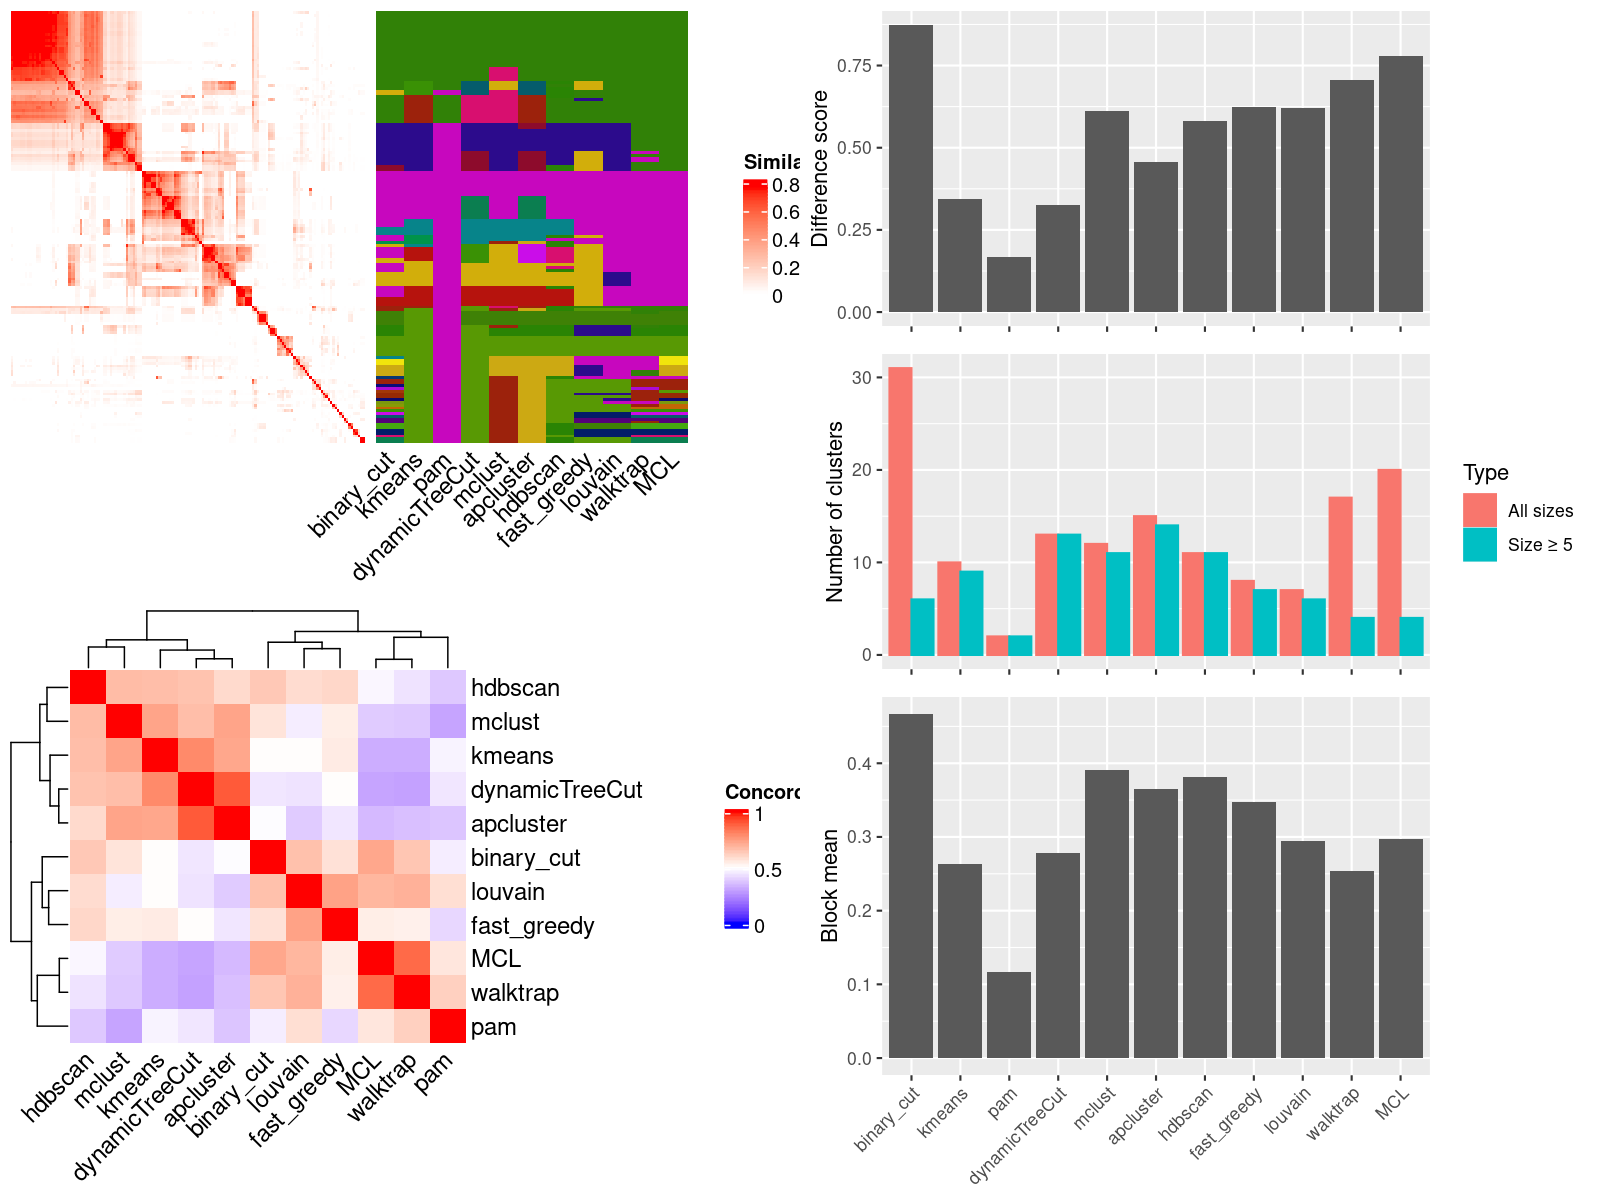 Simila
0.8
0.6
0.4
0.2
0
binary_cut
kmeans
pam
dynamicTreeCut
mclust
apcluster
hdbscan
fast_greedy
louvain
walktrap
MCL
hdbscan
mclust
kmeans
dynamicTreeCut
apcluster
binary_cut
louvain
fast_greedy
MCL
walktrap
pam
hdbscan
mclust
kmeans
dynamicTreeCut
apcluster
binary_cut
louvain
fast_greedy
MCL
walktrap
pam
Concord
1
0.5
0
Difference score
0.75
0.50
0.25
0.00
Number of clusters
30
20
10
0
Type
All sizes
Size ≥ 5
Block mean
0.4
0.3
0.2
0.1
0.0
binary_cut
kmeans
pam
dynamicTreeCut
mclust
apcluster
hdbscan
fast_greedy
louvain
walktrap
MCL